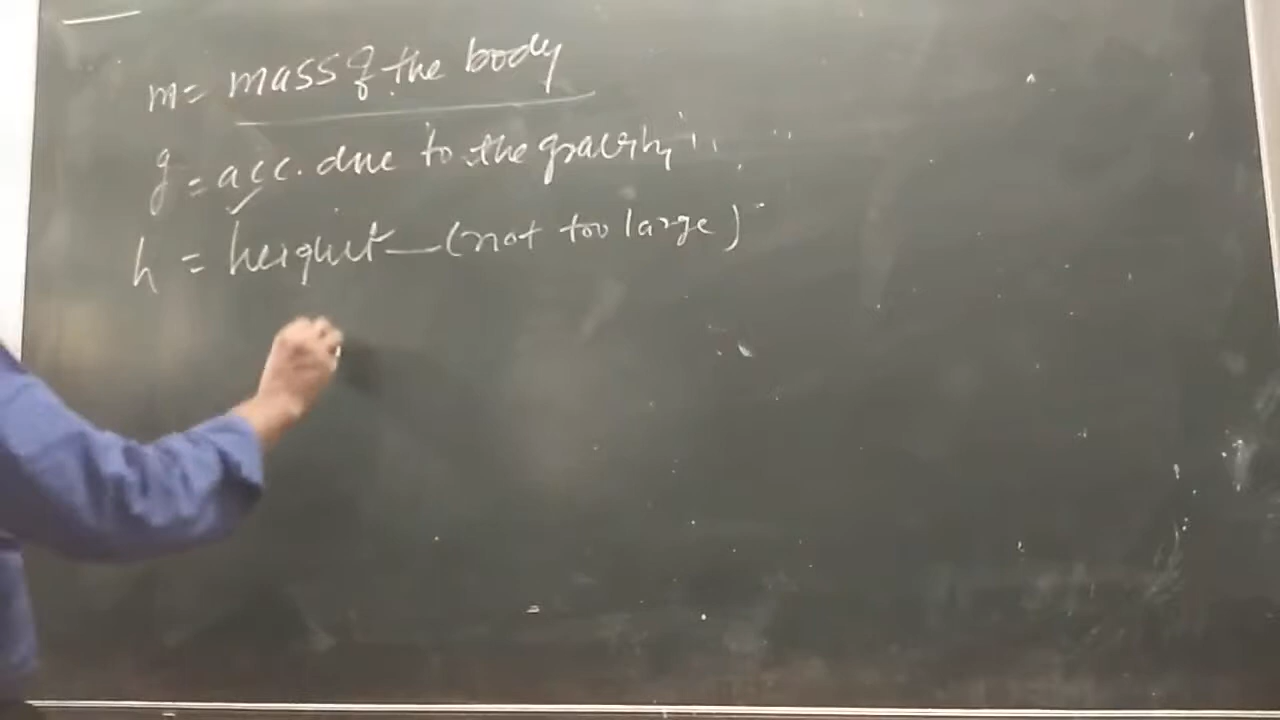 m= mass of the body
g = acc. due to the gravity
h = height — (not too large)